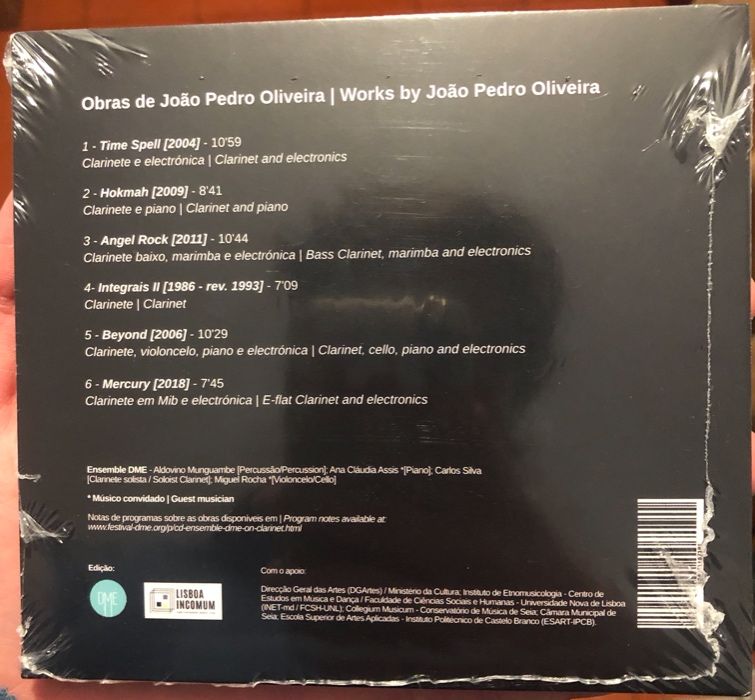 Obras de João Pedro Oliveira | Works by João Pedro Oliveira
1 - Time Spell [2004] - 10'59
Clarinete e electrónica | Clarinet and electronics
2 - Hokmah [2009] - 8'41
Clarinete e piano | Clarinet and piano
3 - Angel Rock [2011] - 10'44
Clarinete baixo, marimba e electrónica | Bass Clarinet, marimba and electronics
4- Integrais II [1986 - rev. 1993] - 7'09
Clarinete | Clarinet
5 - Beyond [2006] - 10'29
Clarinete, violoncelo, piano e electrónica | Clarinet, cello, piano and electronics
6 - Mercury [2018] - 7'45
Clarinete em Mib e electrónica | E-flat Clarinet and electronics
Ensemble DME - Aldovino Munguambe [Percussão/Percussion]; Ana Cláudia Assis *[Piano]; Carlos Silva
[Clarinete solista / Soloist Clarinet]; Miguel Rocha *[Violoncelo/Cello]
* Músico convidado | Guest musician
Notas de programas sobre as obras disponíveis em | Program notes available at:
www.festival-dme.org/p/cd-ensemble-dme-on-clarinet.html
Edição:
DME
LISBOA
INCOMUM
Com o apoio:
Direcção Geral das Artes (DGArtes) / Ministério da Cultura; Instituto de Etnomusicologia - Centro de
Estudos em Música e Dança / Faculdade de Ciências Sociais e Humanas - Universidade Nova de Lisboa
(INET-md / FCSH-UNL); Collegium Musicum - Conservatório de Música de Seia; Câmara Municipal de
Seia; Escola Superior de Artes Aplicadas - Instituto Politécnico de Castelo Branco (ESART-IPCB).